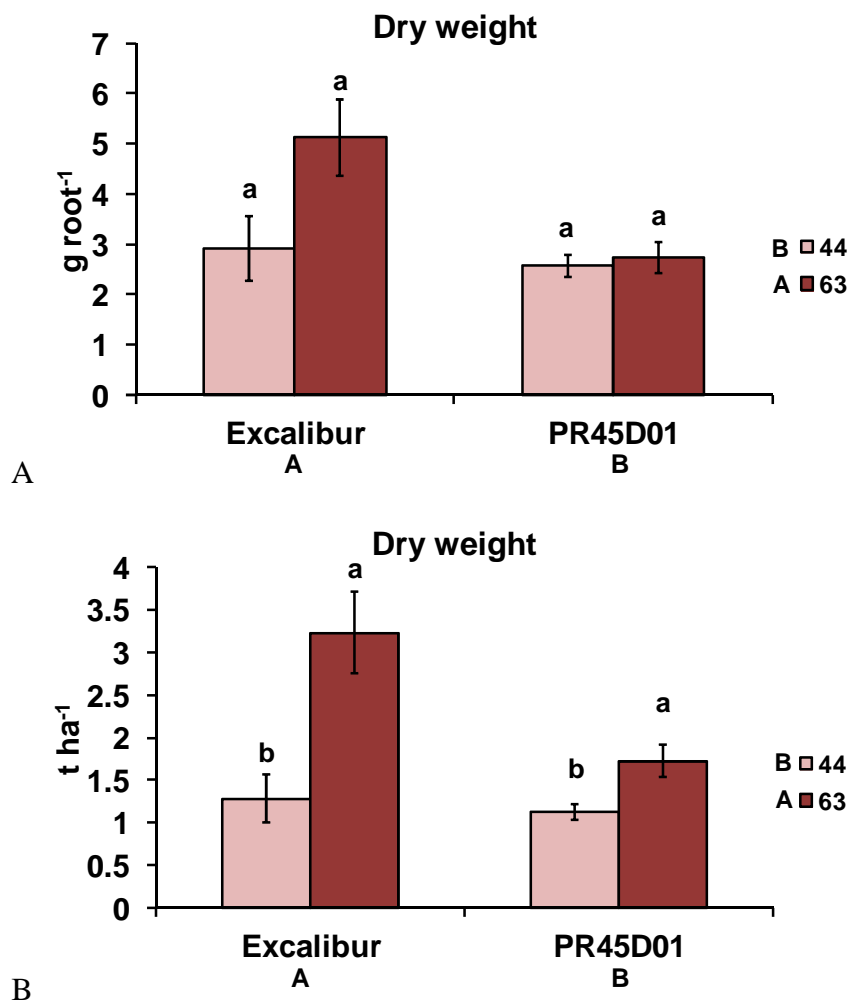 Dry weight
7
6
5
4
3
2
1
0
g root⁻¹
a
a
a
a
B 44
A 63
Excalibur
PR45D01
A
B
A
Dry weight
4
3.5
3
2.5
2
1.5
1
0.5
0
t ha⁻¹
b
a
b
a
B 44
A 63
Excalibur
PR45D01
A
B
B